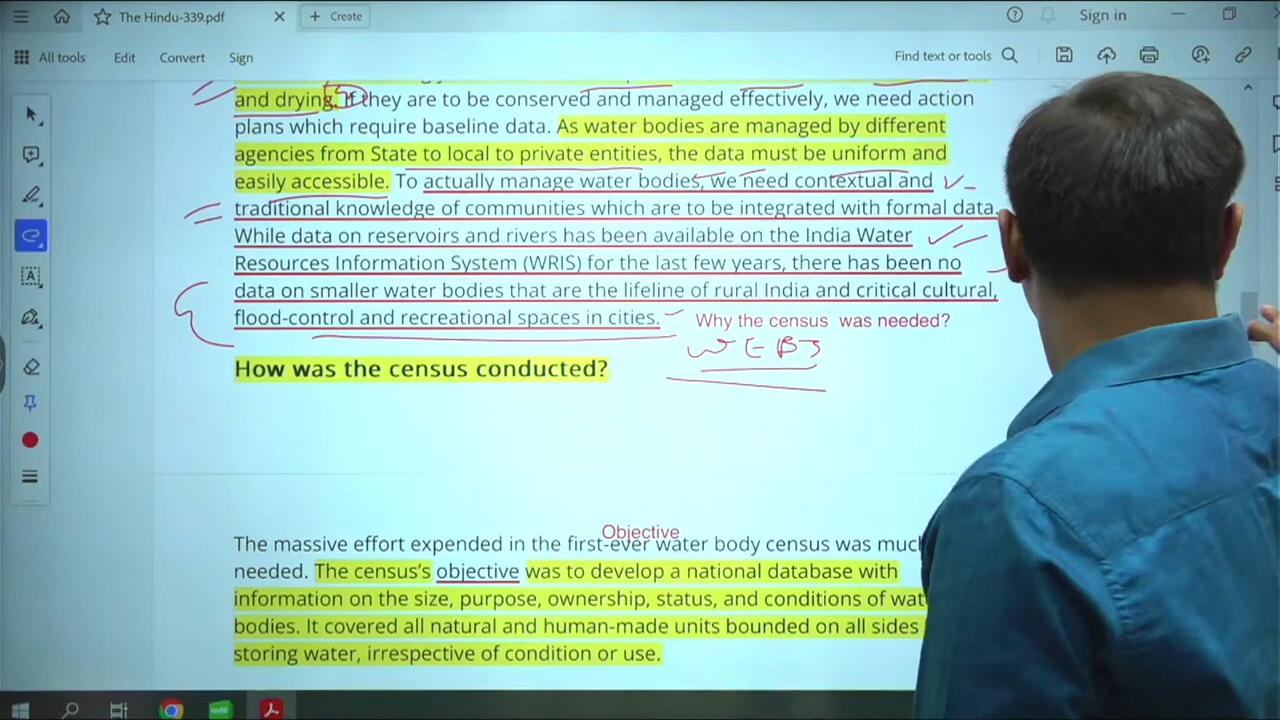 The Hindu-339.pdf
Create
Sign in
All tools
Edit
Convert
Sign
Find text or tools
and drying. If they are to be conserved and managed effectively, we need action
plans which require baseline data. As water bodies are managed by different
agencies from State to local to private entities, the data must be uniform and
easily accessible. To actually manage water bodies, we need contextual and
traditional knowledge of communities which are to be integrated with formal data.
While data on reservoirs and rivers has been available on the India Water
Resources Information System (WRIS) for the last few years, there has been no
data on smaller water bodies that are the lifeline of rural India and critical cultural,
flood-control and recreational spaces in cities.
Why the census was needed?
How was the census conducted?
Objective
The massive effort expended in the first-ever water body census was much
needed. The census's objective was to develop a national database with
information on the size, purpose, ownership, status, and conditions of
bodies. It covered all natural and human-made units bounded on all sides
storing water, irrespective of condition or use.